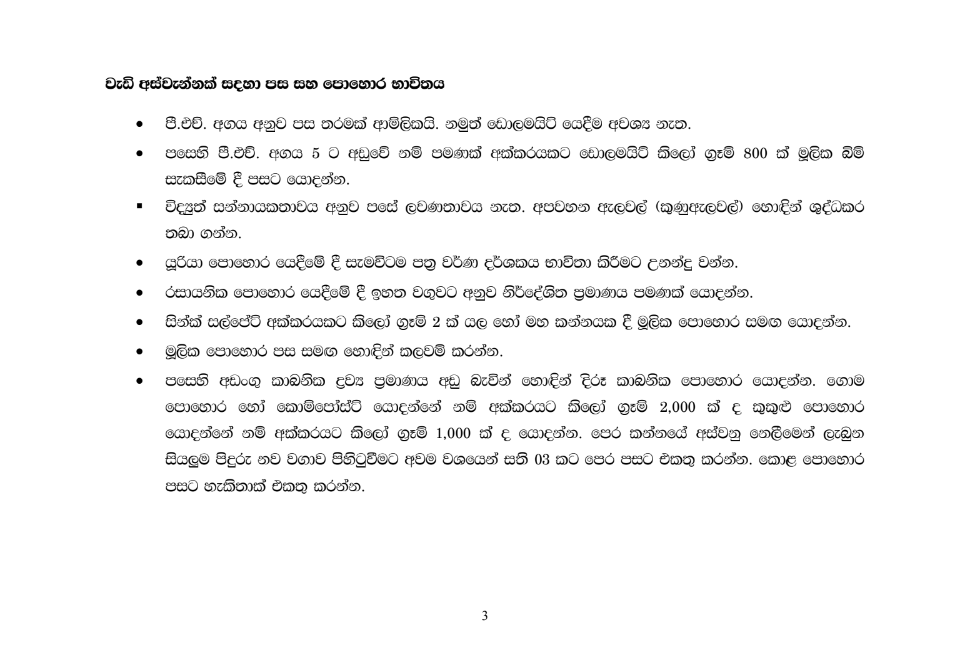 වැඩි අස්වැන්නක් සඳහා පස සහ පොහොර භාවිතය
• පී.එච්. අගය අනුව පස තරමක් ආම්ලිකයි. නමුත් ඩොලමයිට් යෙදීම අවශ්‍ය නැත.
• පසෙහි පී.එච්. අගය 5 ට අඩුවේ නම් පමණක් අක්කරයකට ඩොලමයිට් කිලෝ ග්‍රෑම් 800 ක් මූලික බිම්
සැකසීමේ දී පසට යොදන්න.
▪ විද්‍යුත් සන්නායකතාවය අනුව පසේ ලවණතාවය නැත. අපවහන ඇලවල් (කුණුඇලවල්) හොඳින් ශුද්ධකර
තබා ගන්න.
• යූරියා පොහොර යෙදීමේ දී සැමවිටම පත්‍ර වර්ණ දර්ශකය භාවිතා කිරීමට උනන්දු වන්න.
• රසායනික පොහොර යෙදීමේ දී ඉහත වගුවට අනුව නිර්දේශිත ප්‍රමාණය පමණක් යොදන්න.
• සින්ක් සල්පේට් අක්කරයකට කිලෝ ග්‍රෑම් 2 ක් යල හෝ මහ කන්නයක දී මූලික පොහොර සමඟ යොදන්න.
• මූලික පොහොර පස සමඟ හොඳින් කලවම් කරන්න.
• පසෙහි අඩංගු කාබනික ද්‍රව්‍ය ප්‍රමාණය අඩු බැවින් හොඳින් දිරූ කාබනික පොහොර යොදන්න. ගොම
පොහොර හෝ කොම්පෝස්ට් යොදන්නේ නම් අක්කරයට කිලෝ ග්‍රෑම් 2,000 ක් ද කුකුළු පොහොර
යොදන්නේ නම් අක්කරයට කිලෝ ග්‍රෑම් 1,000 ක් ද යොදන්න. පෙර කන්නයේ අස්වනු නෙලීමෙන් ලැබුන
සියලුම පිදුරු නව වගාව පිහිටුවීමට අවම වශයෙන් සති 03 කට පෙර පසට එකතු කරන්න. කොළ පොහොර
පසට හැකිතාක් එකතු කරන්න.
3